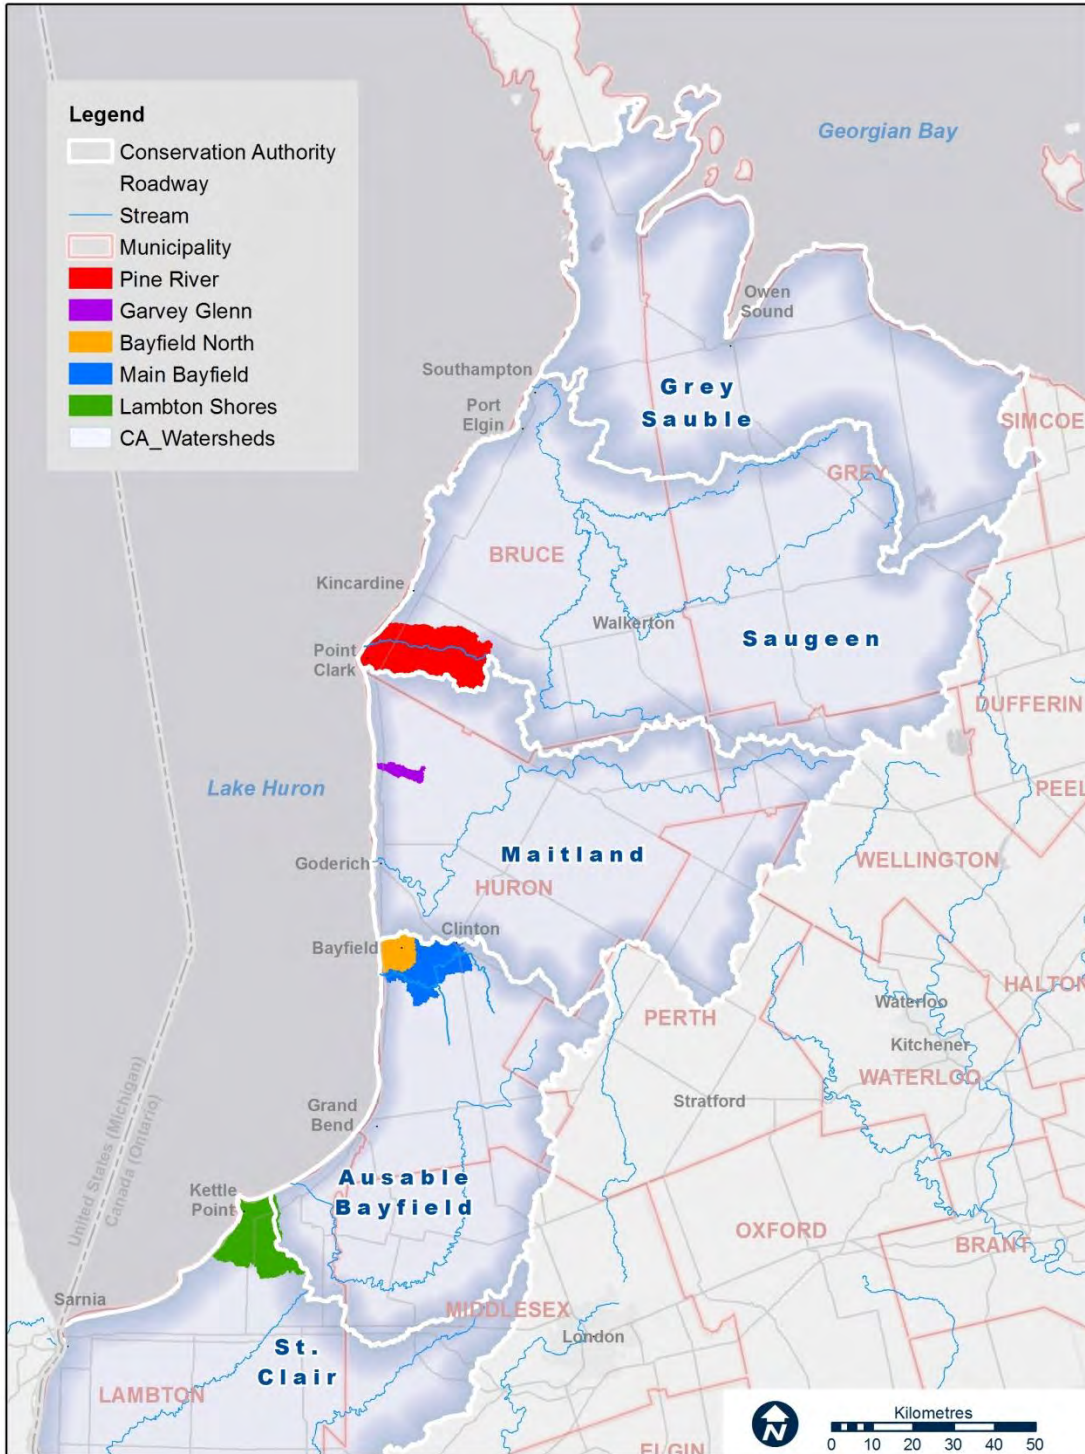 Legend
Conservation Authority
Roadway
Stream
Municipality
Pine River
Garvey Glenn
Bayfield North
Main Bayfield
Lambton Shores
CA_Watersheds
Georgian Bay
Owen
Sound
Southampton
Grey
Sauble
Port
Elgin
SIMCOE
GREY
BRUCE
Kincardine
Walkerton
Saugeen
Point
Clark
DUFFERIN
Lake Huron
PEEL
Maitland
WELLINGTON
Goderich
HURON
Clinton
Bayfield
HALTON
Waterloo
PERTH
Kitchener
WATERLOO
Stratford
Grand
Bend
United States (Michigan)
Canada (Ontario)
Ausable
Bayfield
Kettle
Point
OXFORD
BRANT
Sarnia
MIDDLESEX
London
St.
Clair
LAMBTON
ELGIN
N
Kilometres
0 10 20 30 40 50